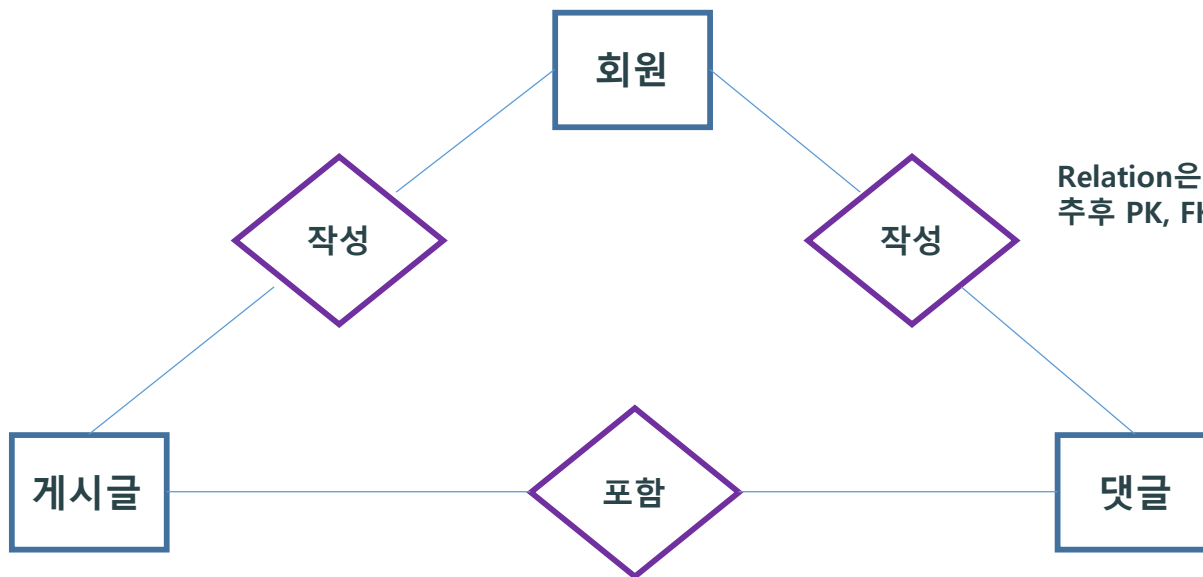 회원
작성
작성
Relation은
추후 PK,
게시글
포함
댓글